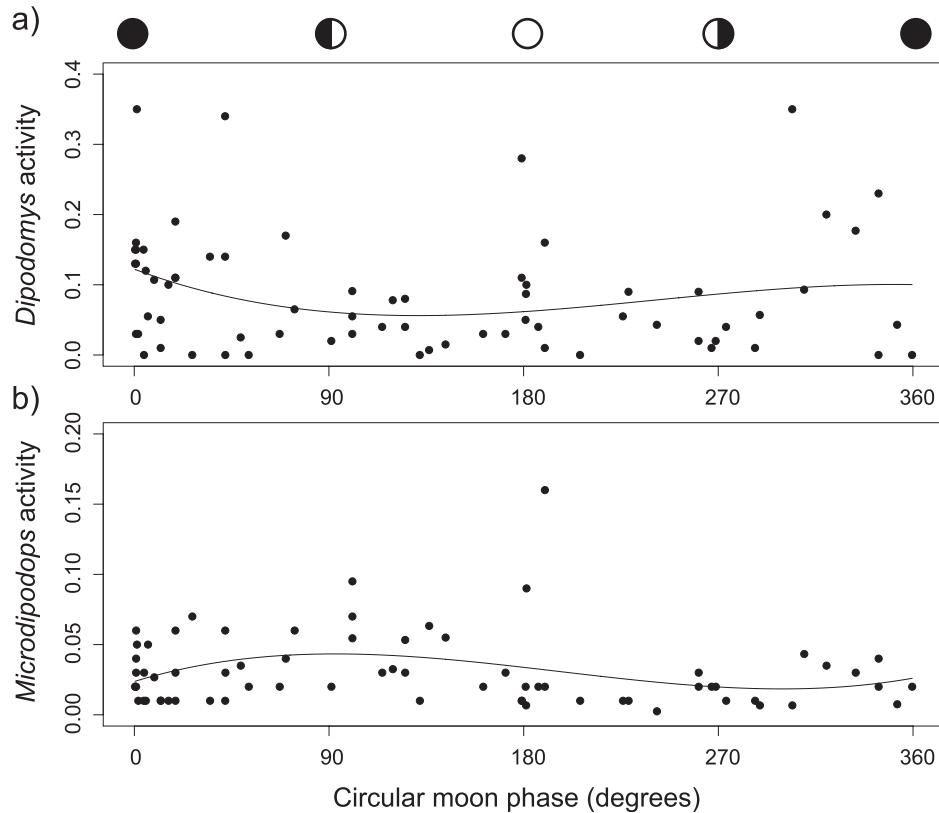 a)
Dipodomys activity
0.4
0.3
0.2
0.1
0.0
0 90 180 270 360
b)
Microdipodops activity
0.20
0.15
0.10
0.05
0.00
0 90 180 270 360
Circular moon phase (degrees)